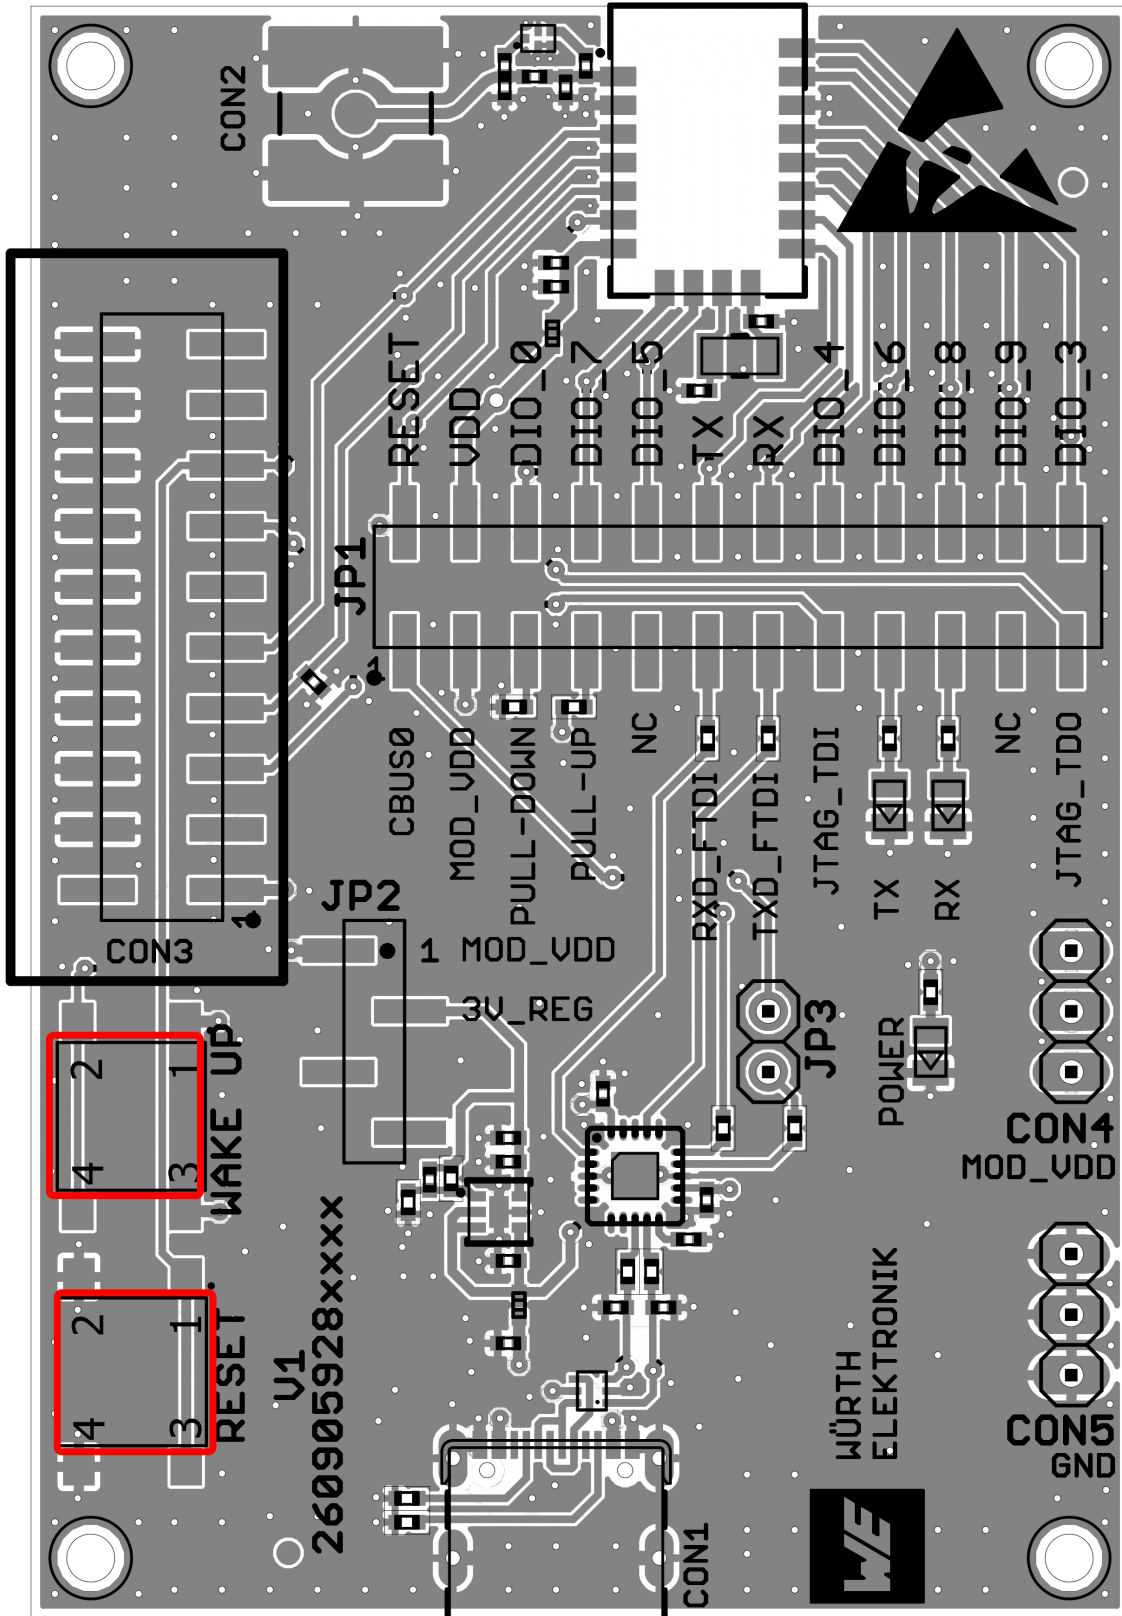 CON2
RESET
VDD
DIO_0
DIO_7
DIO_5
TX
RX
DIO_4
DIO_6
DIO_8
DIO_9
DIO_3
JP1
1
CBUS0
MOD_VDD
PULL-DOWN
PULL-UP
NC
RXD_FTDI
TXD_FTDI
JTAG_TDI
TX
RX
NC
JTAG_TDO
1
CON3
JP2
1 MOD_VDD
3V_REG
JP3
POWER
CON4
MOD_VDD
2 1
4 3
WAKE UP
2 1
4 3
RESET
V1
260905928xxxx
WÜRTH
ELEKTRONIK
CON5
GND
CON1
WE